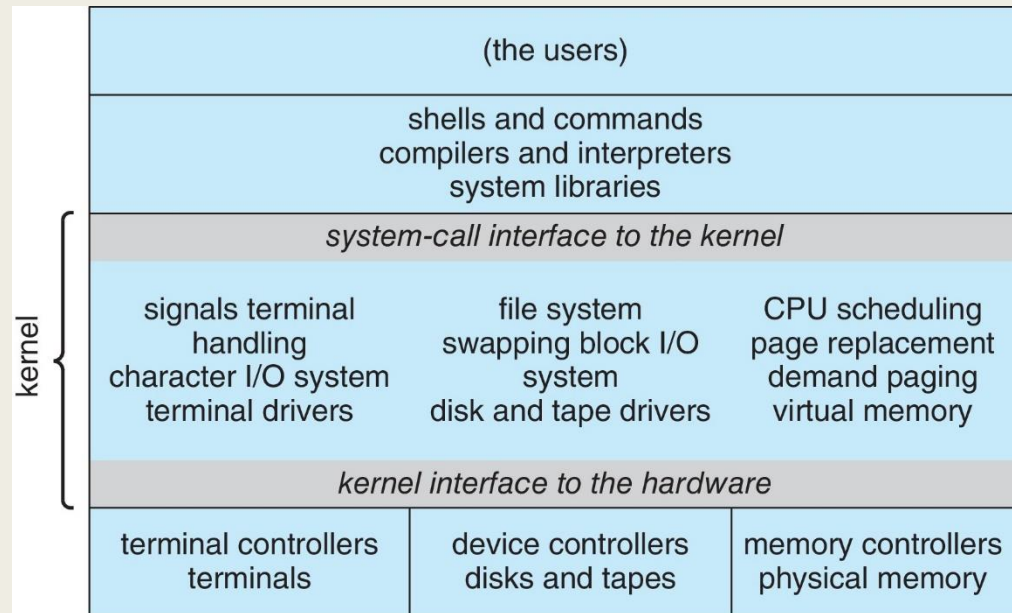 (the users)
shells and commands
compilers and interpreters
system libraries
system-call interface to the kernel
kernel
signals terminal
handling
character I/O system
terminal drivers
file system
swapping block I/O
system
disk and tape drivers
CPU scheduling
page replacement
demand paging
virtual memory
kernel interface to the hardware
terminal controllers
terminals
device controllers
disks and tapes
memory controllers
physical memory